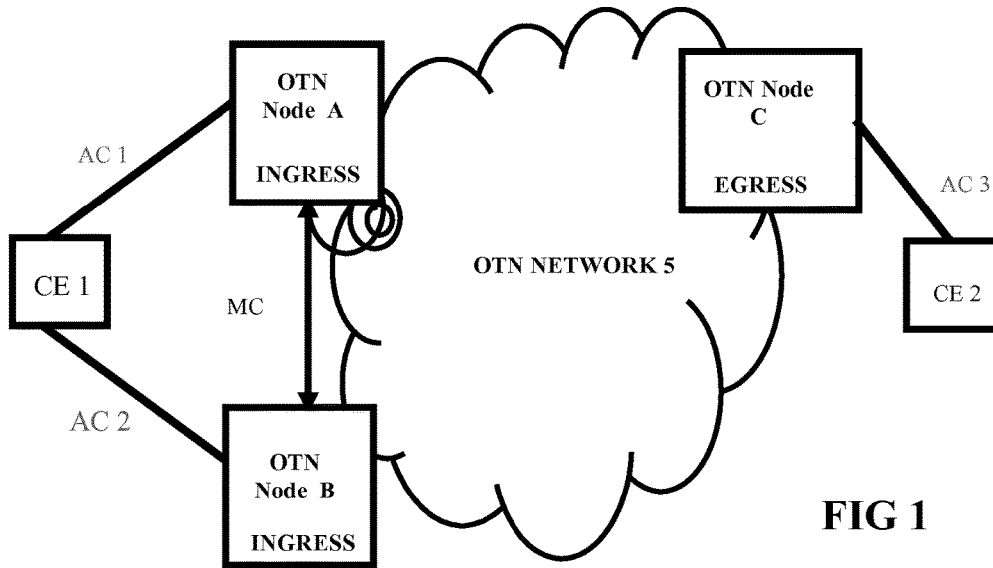 OTN
Node A
INGRESS
AC 1
CE 1
MC
AC 2
OTN
Node B
INGRESS
OTN NETWORK 5
OTN Node
C
EGRESS
AC 3
CE 2
FIG 1